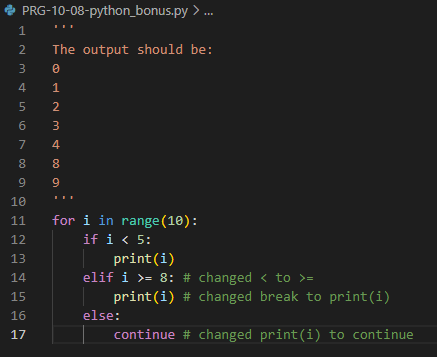 PRG-10-08-python_bonus.py > ...
1 '''
2 The output should be:
3 0
4 1
5 2
6 3
7 4
8 8
9 9
10 '''
11 for i in range(10):
12     if i < 5:
13         print(i)
14     elif i >= 8: # changed < to >=
15         print(i) # changed break to print(i)
16     else:
17         continue # changed print(i) to continue